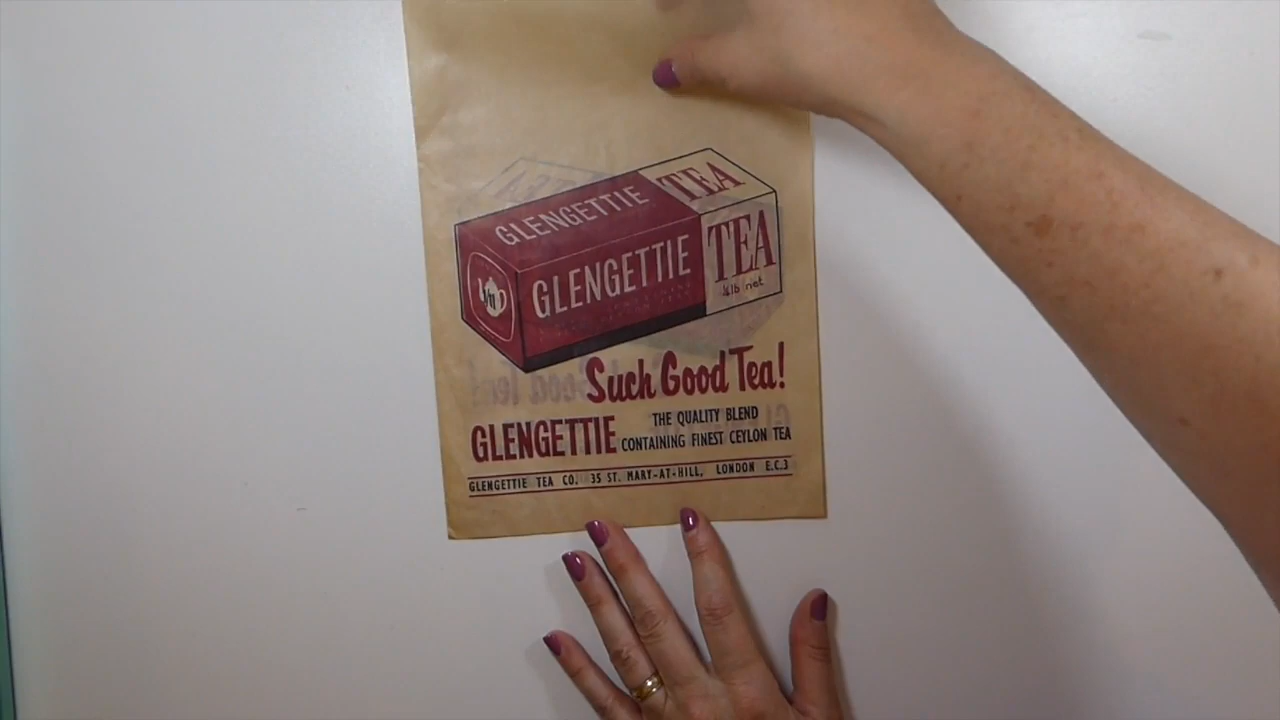 GLENGETTIE TEA
GLENGETTIE TEA
¼lb net
Such Good Tea!
GLENGETTIE THE QUALITY BLEND
CONTAINING FINEST CEYLON TEA
GLENGETTIE TEA CO. 35 ST. MARY-AT-HILL, LONDON E.C.3